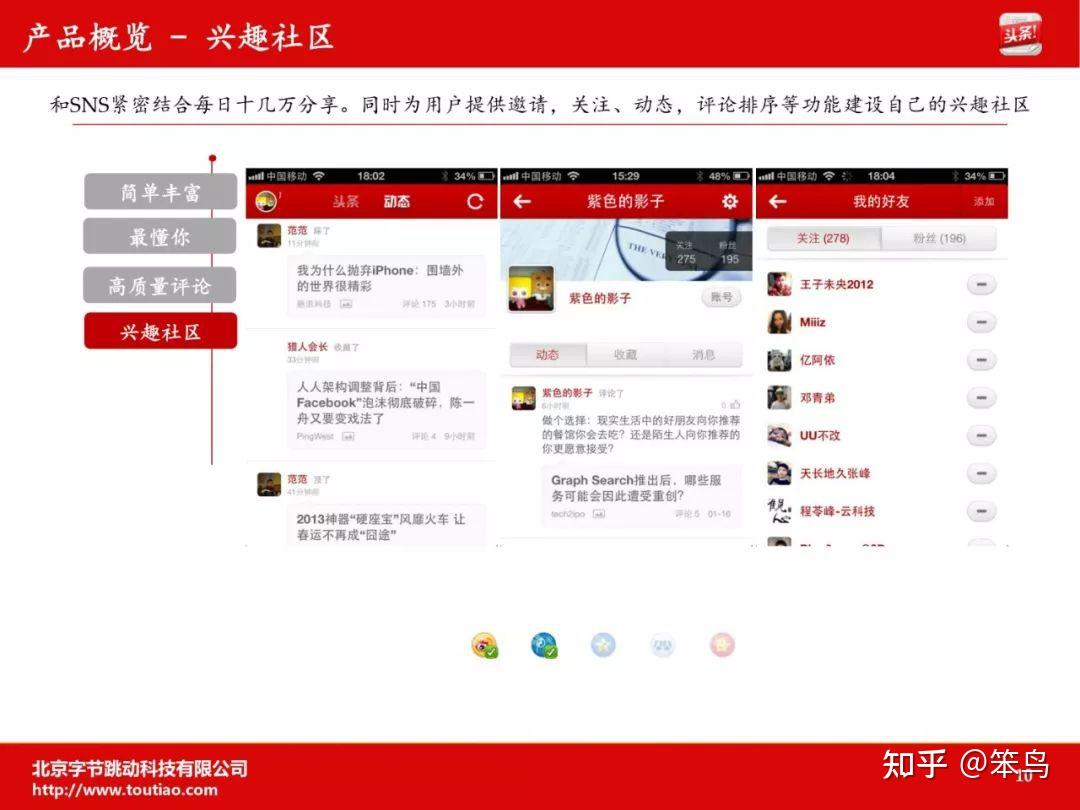 产品概览 - 兴趣社区
头条!
和SNS紧密结合每日十几万分享。同时为用户提供邀请，关注、动态，评论排序等功能建设自己的兴趣社区
简单丰富
最懂你
高质量评论
兴趣社区
中国移动 18:02 34%
头条 动态
范范 踩了
11分钟前
我为什么抛弃iPhone：围墙外
的世界很精彩
新浪科技 评论 175 3小时前
猎人会长 收藏了
33分钟前
人人架构调整背后：“中国
Facebook”泡沫彻底破碎，陈一
舟又要变戏法了
PingWest 评论 4 9小时前
范范 顶了
41分钟前
2013神器“硬座宝”风靡火车 让
春运不再成“囧途”
中国移动 15:29 48%
紫色的影子
THE VER
关注 粉丝
275 195
紫色的影子
账号
动态 收藏 消息
紫色的影子 评论了
6小时前 0
做个选择：现实生活中的好朋友向你推荐
的餐馆你会去吃？还是陌生人向你推荐的
你更愿意接受？
Graph Search推出后，哪些服
务可能会因此遭受重创？
tech2ipo 评论 5 01-16
中国移动 18:04 34%
我的好友 添加
关注 (278) 粉丝 (196)
王子未央2012
Miiiz
亿阿依
邓青弟
UU不改
天长地久张峰
程苓峰-云科技
北京字节跳动科技有限公司
http://www.toutiao.com
10
知乎 @笨鸟